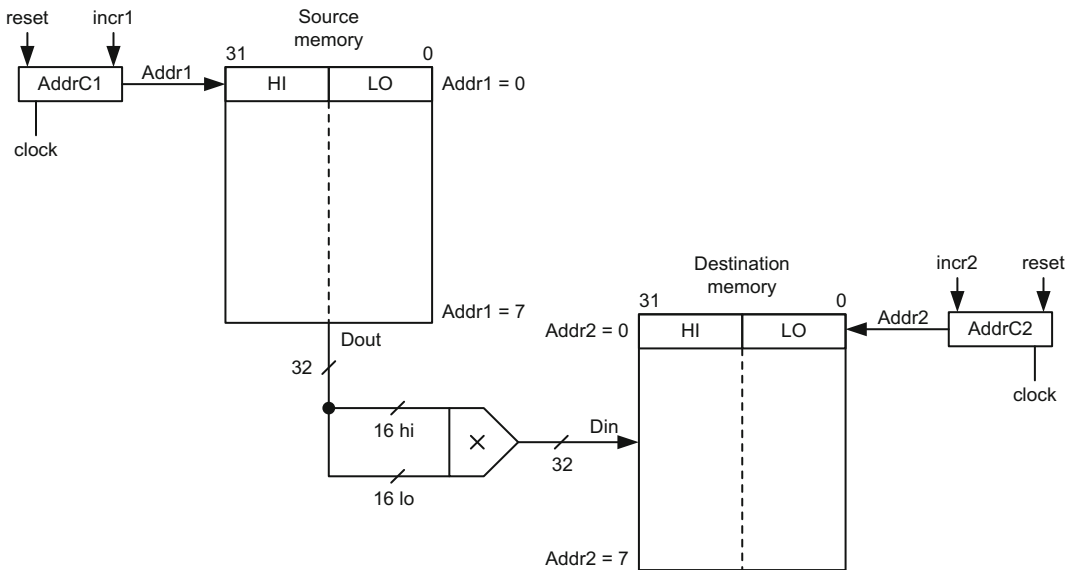 reset
incr1
Source
memory
31
0
AddrC1
Addr1
HI
LO
Addr1 = 0
clock
Addr1 = 7
Dout
32
16 hi
16 lo
×
Din
32
Destination
memory
31
0
incr2
reset
Addr2 = 0
HI
LO
Addr2
AddrC2
clock
Addr2 = 7